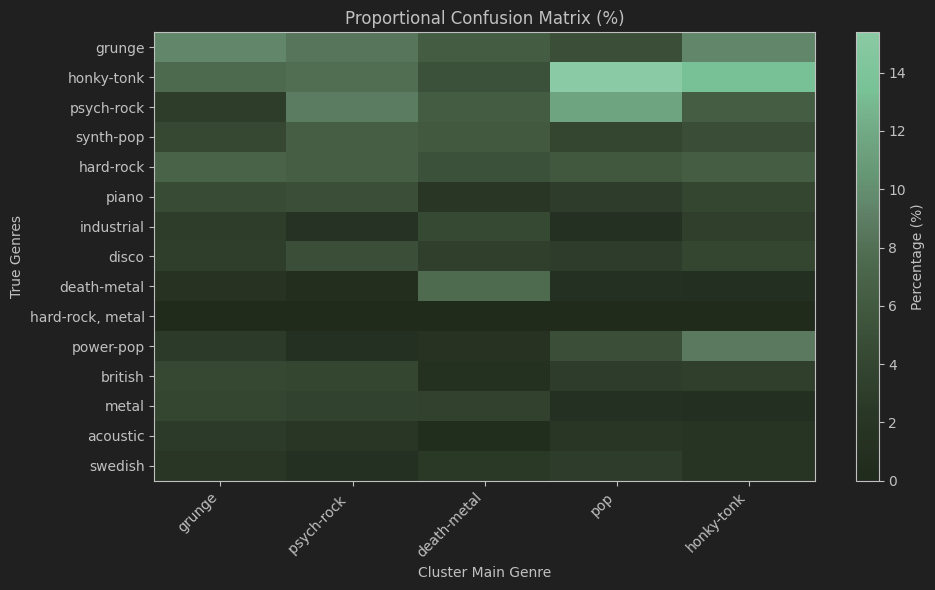 Proportional Confusion Matrix (%)
True Genres
grunge
honky-tonk
psych-rock
synth-pop
hard-rock
piano
industrial
disco
death-metal
hard-rock, metal
power-pop
british
metal
acoustic
swedish
grunge
psych-rock
death-metal
pop
honky-tonk
Cluster Main Genre
14
12
10
8
6
4
2
0
Percentage (%)